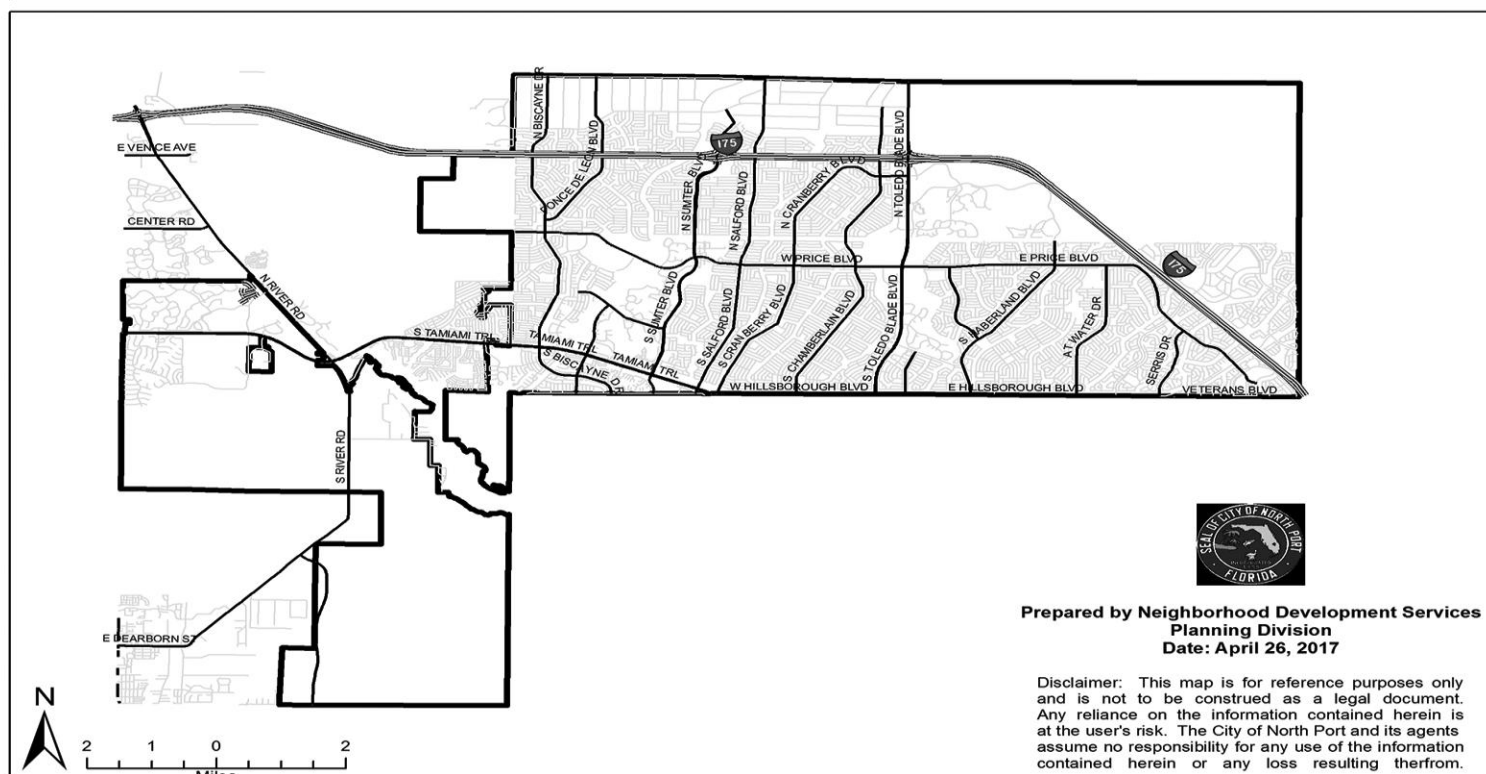 N BISCAYNE DR
PONCE DE LEON BLVD
N SUMTER BLVD
175
N SALFORD BLVD
N CRANBERRY BLVD
N TOLEDO BLADE BLVD
E VENICE AVE
CENTER RD
N RIVER RD
W PRICE BLVD
E PRICE BLVD
175
S TAMIAMI TRL
TAMIAMI TRL
S BISCAYNE DR
TAMIAMI TRL
S SUMTER BLVD
S SALFORD BLVD
S CRAN BERRY BLVD
S CHAMBERLAIN BLVD
S TOLEDO BLADE BLVD
S HABERLAND BLVD
AT WATER DR
SERRIS DR
W HILLSBOROUGH BLVD
E HILLSBOROUGH BLVD
VETERANS BLVD
S RIVER RD
E DEARBORN ST
SEAL OF CITY OF NORTH PORT
FLORIDA
Prepared by Neighborhood Development Services
Planning Division
Date: April 26, 2017
Disclaimer: This map is for reference purposes only
and is not to be construed as a legal document.
Any reliance on the information contained herein is
at the user's risk. The City of North Port and its agents
assume no responsibility for any use of the information
contained herein or any loss resulting therfrom.
N
2 1 0 2
Miles